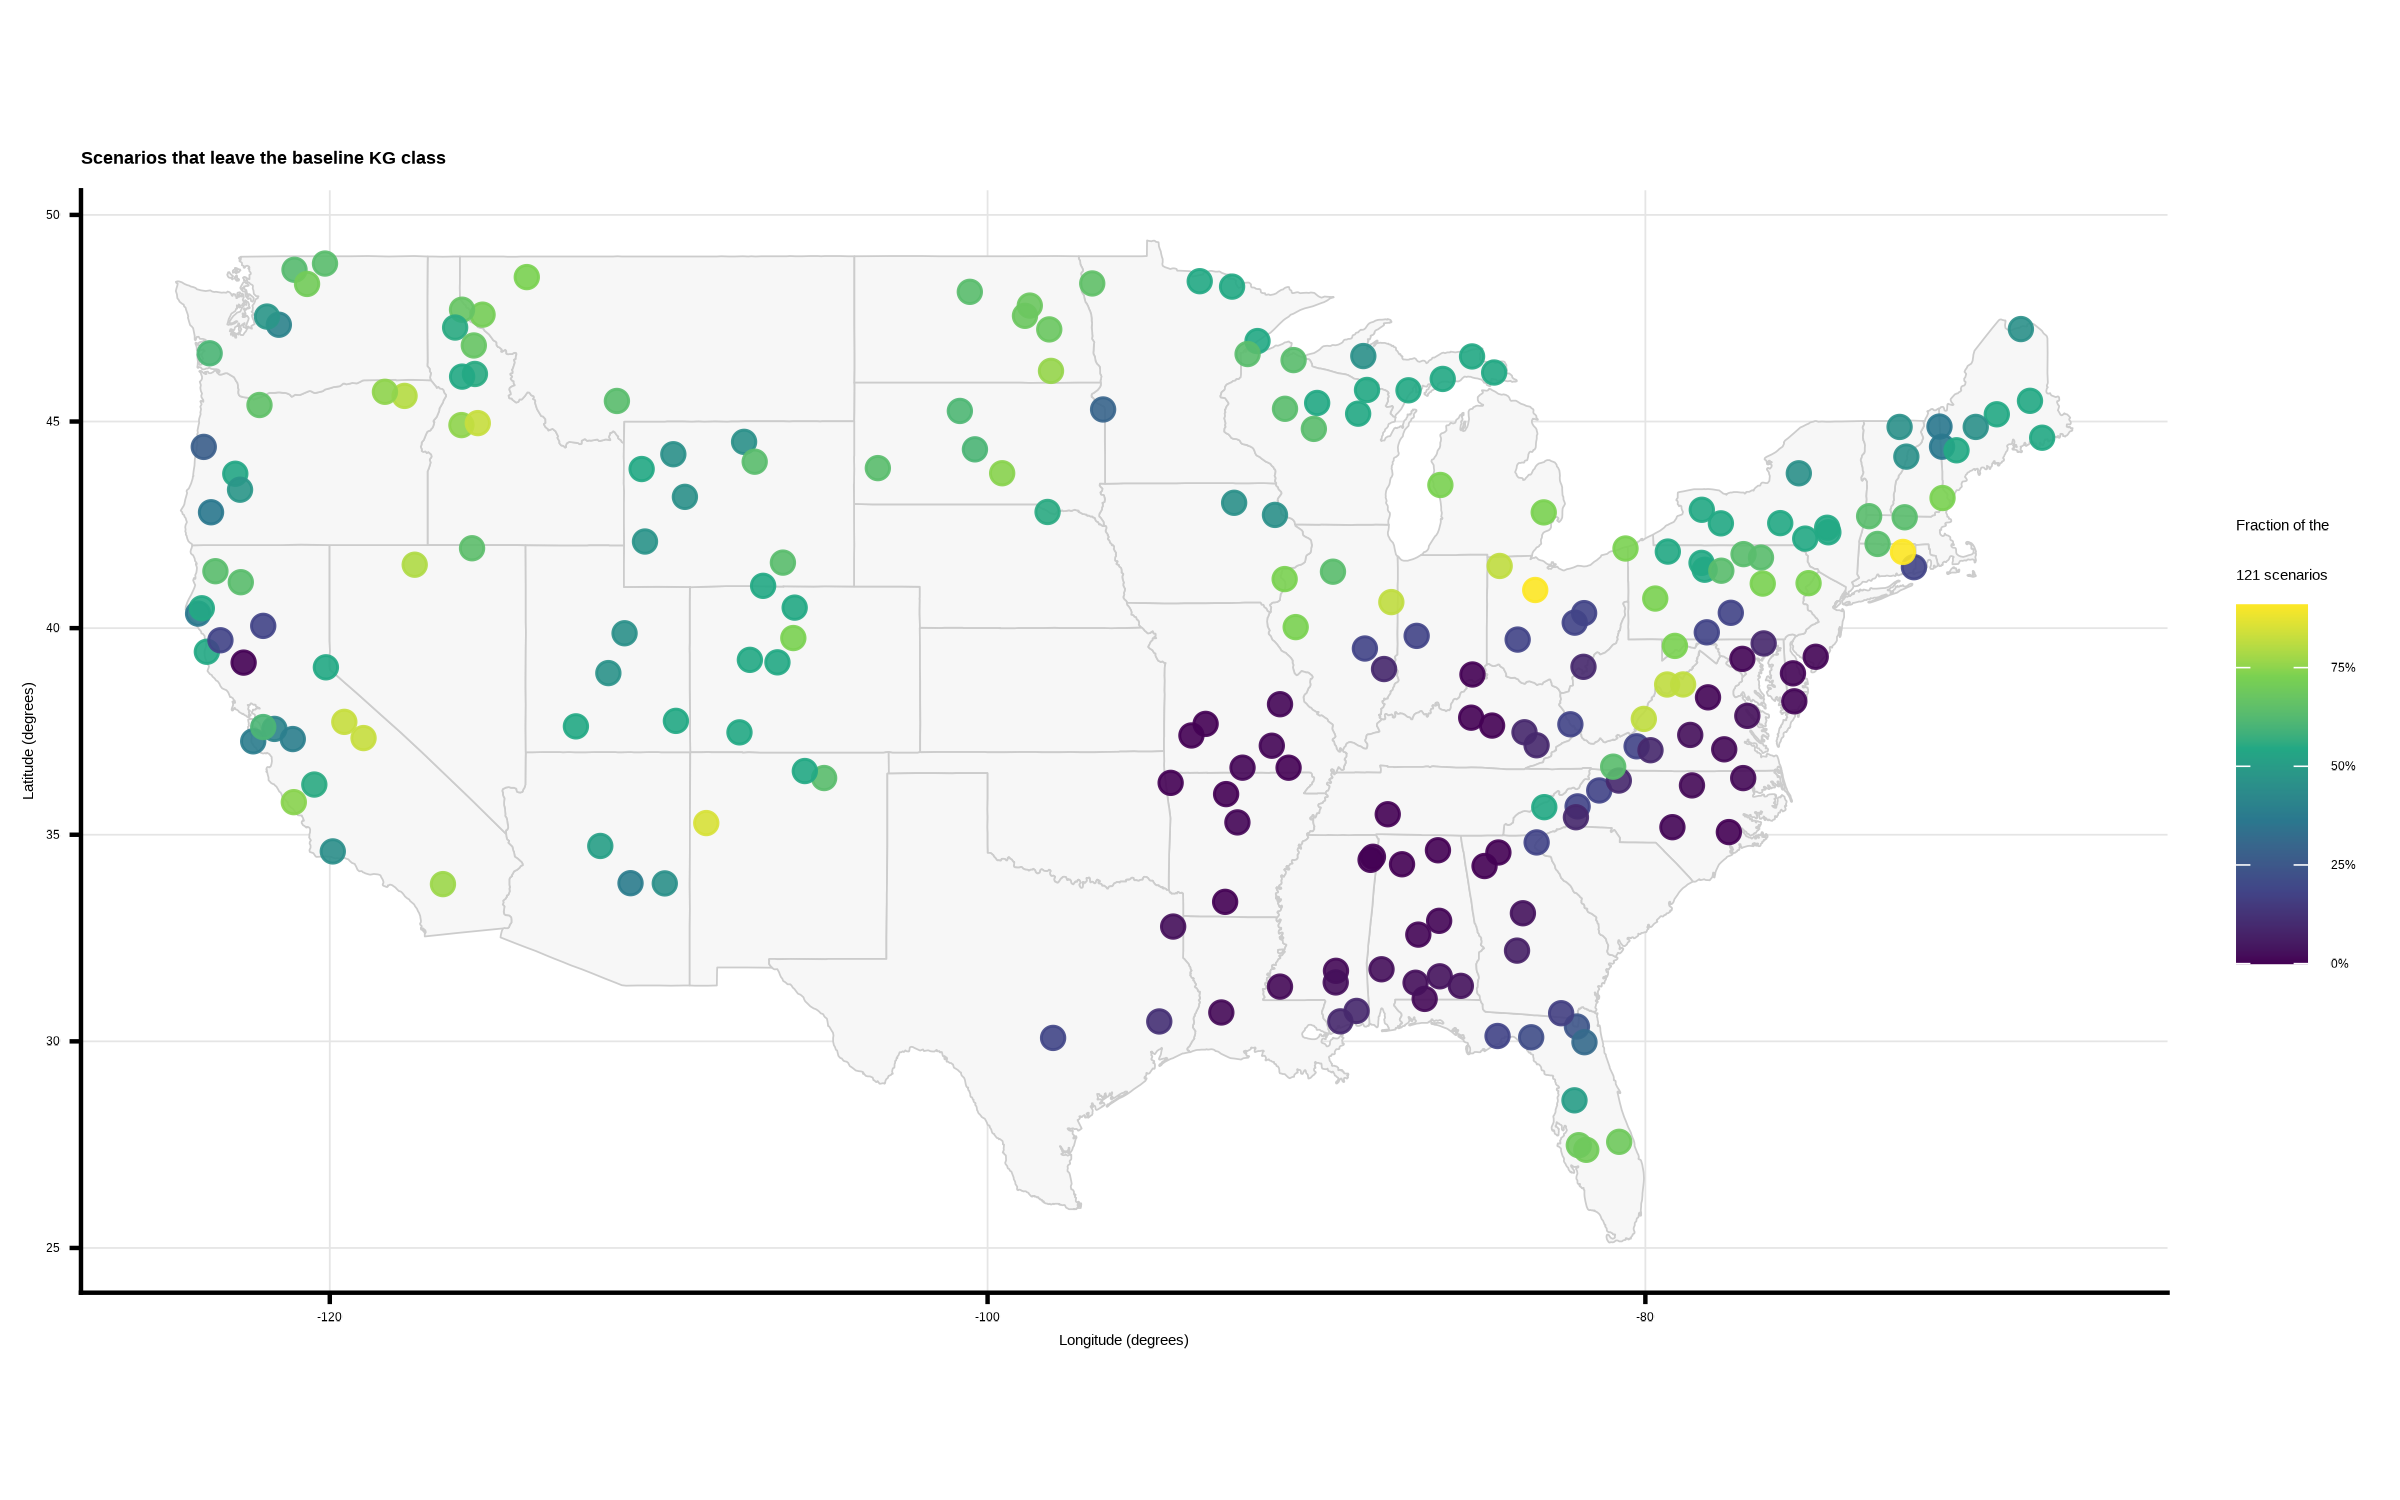 Scenarios that leave the baseline KG class
50
45
40
35
30
25
Latitude (degrees)
-120
-100
-80
Longitude (degrees)
Fraction of the
121 scenarios
75%
50%
25%
0%